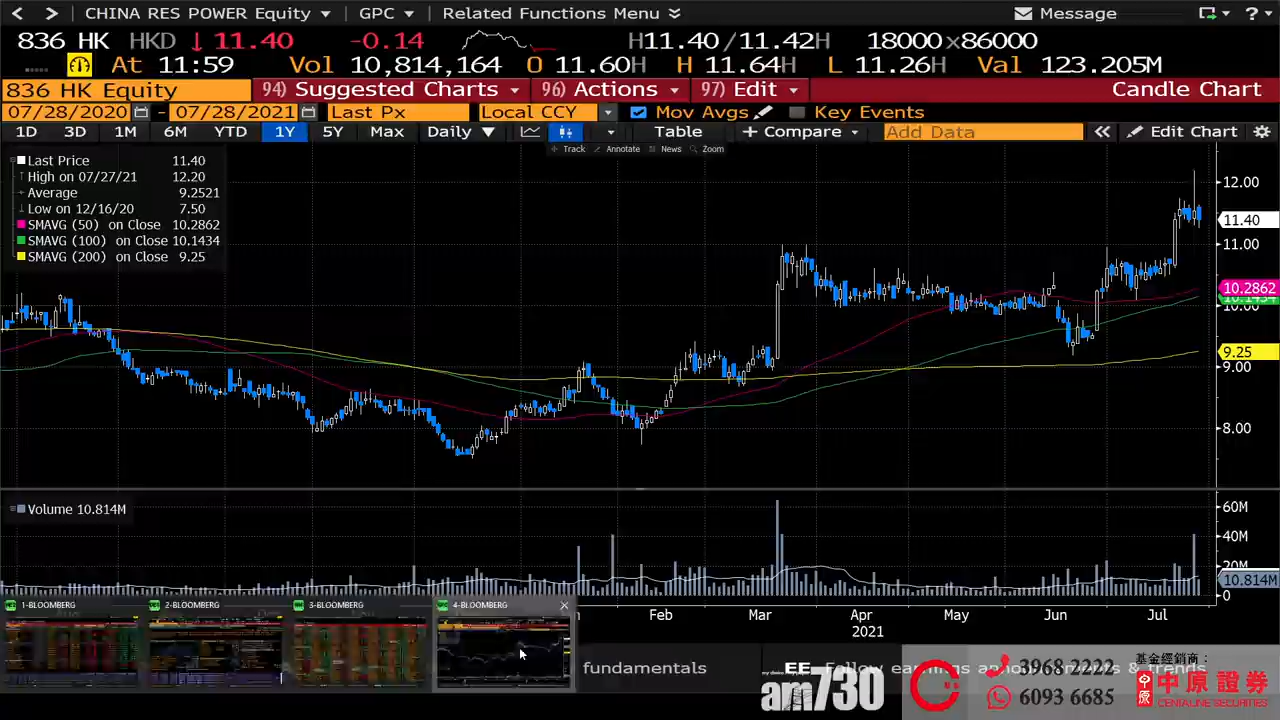 CHINA RES POWER Equity GPC Related Functions Menu Message ?
836 HK HKD ↓ 11.40 -0.14 H11.40/11.42H 18000×86000
At 11:59 Vol 10,814,164 O 11.60H H 11.64H L 11.26H Val 123.205M
836 HK Equity 94) Suggested Charts 96) Actions 97) Edit Candle Chart
07/28/2020 - 07/28/2021 Last Px Local CCY Mov Avgs Key Events
1D 3D 1M 6M YTD 1Y 5Y Max Daily ▼ Table + Compare Add Data « Edit Chart
Track Annotate News Zoom
Last Price 11.40
High on 07/27/21 12.20
Average 9.2521
Low on 12/16/20 7.50
SMAVG (50) on Close 10.2862
SMAVG (100) on Close 10.1434
SMAVG (200) on Close 9.25
12.00
11.40
11.00
10.2862
10.1434
10.00
9.25
9.00
8.00
Volume 10.814M
60M
40M
20M
10.814M
0
1-BLOOMBERG 2-BLOOMBERG 3-BLOOMBERG 4-BLOOMBERG
Feb Mar Apr May Jun Jul
2021
fundamentals EE Follow
am730
3968 2222
6093 6685
基金經銷商：
中原證券
CENTALINE SECURITIES